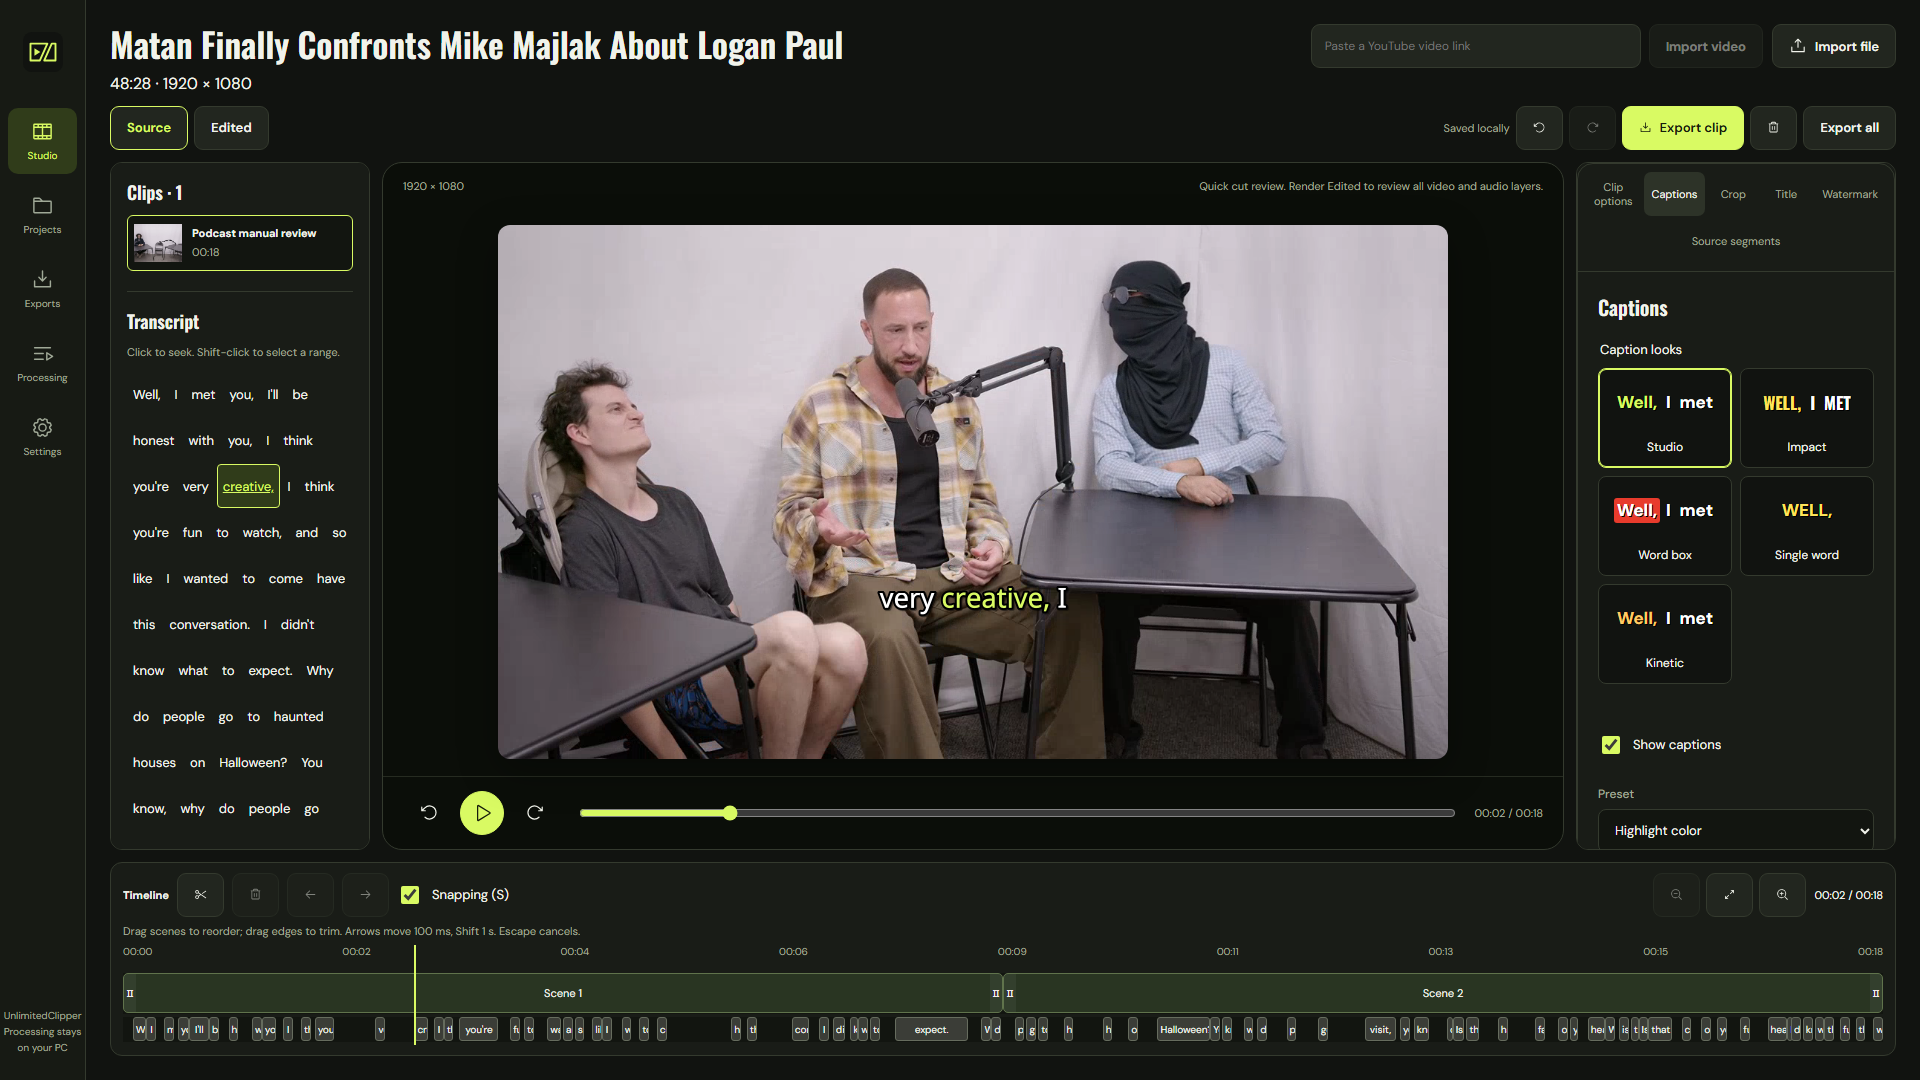 Matan Finally Confronts Mike Majlak About Logan Paul
48:28 · 1920 × 1080
Paste a YouTube video link
Import video
Import file
Studio
Projects
Exports
Processing
Settings
UnlimitedClipper
Processing stays
on your PC
Source
Edited
Saved locally
Export clip
Export all
Clips · 1
Podcast manual review
00:18
Transcript
Click to seek. Shift-click to select a range.
Well, I met you, I'll be
honest with you, I think
you're very creative, I think
you're fun to watch, and so
like I wanted to come have
this conversation. I didn't
know what to expect. Why
do people go to haunted
houses on Halloween? You
know, why do people go
1920 × 1080
Quick cut review. Render Edited to review all video and audio layers.
very creative, I
00:02 / 00:18
Clip options
Captions
Crop
Title
Watermark
Source segments
Captions
Caption looks
Well, I met
Studio
WELL, I MET
Impact
Well, I met
Word box
WELL,
Single word
Well, I met
Kinetic
Show captions
Preset
Highlight color
Timeline
Snapping (S)
00:02 / 00:18
Drag scenes to reorder; drag edges to trim. Arrows move 100 ms, Shift 1 s. Escape cancels.
00:00 00:02 00:04 00:06 00:09 00:11 00:13 00:15 00:18
Scene 1
Scene 2
I'll you you're expect. Halloween? visit, that